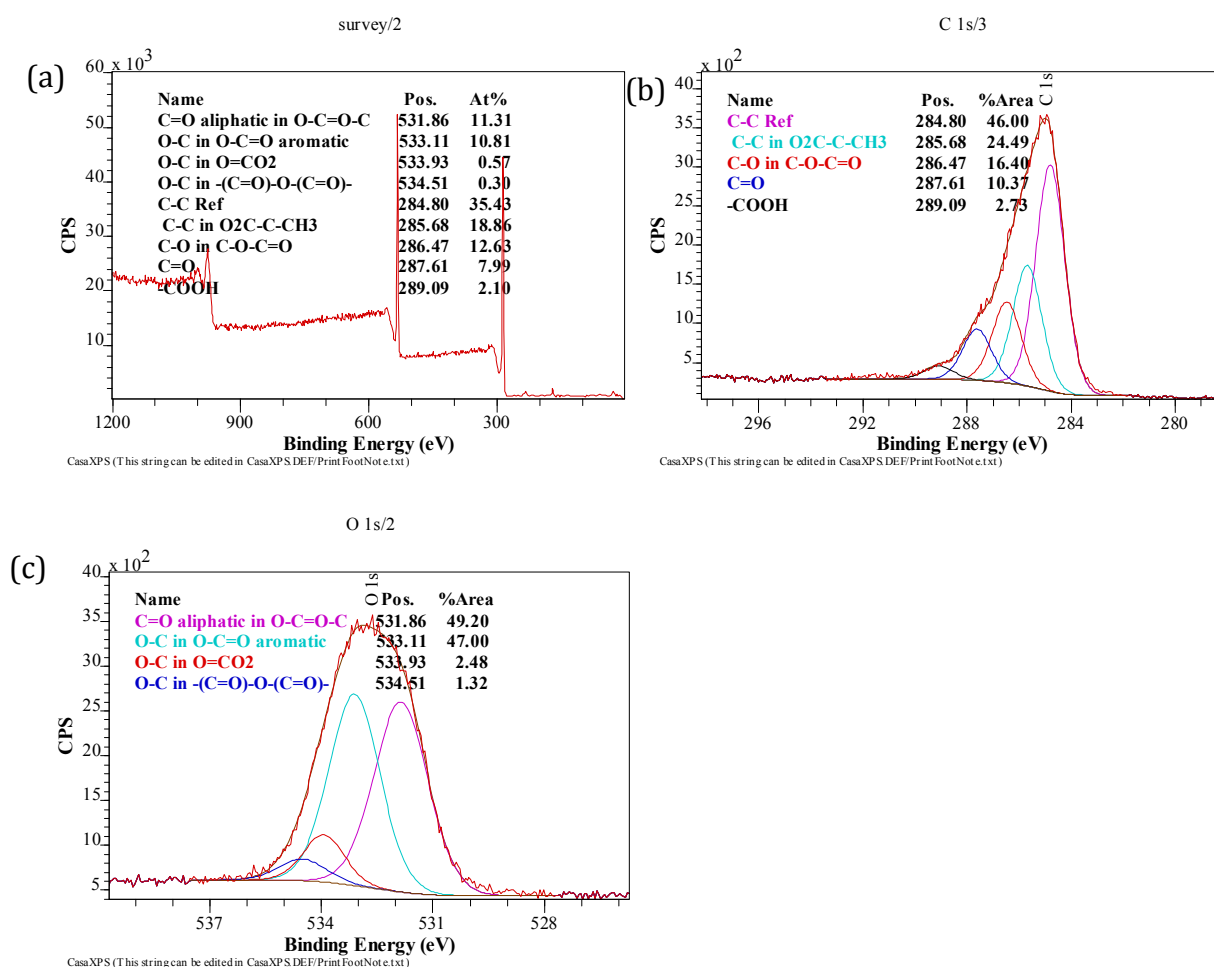 survey/2
(a)
60 x 10 3
50
40
30
20
10
CPS
Name Pos. At%
C=O aliphatic in O-C=O-C 531.86 11.31
O-C in O-C=O aromatic 533.11 10.81
O-C in O=CO2 533.93 0.57
O-C in -(C=O)-O-(C=O)- 534.51 0.30
C-C Ref 284.80 35.43
C-C in O2C-C-CH3 285.68 18.86
C-O in C-O-C=O 286.47 12.63
C=O 287.61 7.99
-COOH 289.09 2.10
1200 900 600 300
Binding Energy (eV)
CasaXPS (This string can be edited in CasaXPS.DEF/PrintFootNote.txt)
C 1s/3
(b)
40 x 10 2
35
30
25
20
15
10
5
CPS
C 1s
Name Pos. %Area
C-C Ref 284.80 46.00
C-C in O2C-C-CH3 285.68 24.49
C-O in C-O-C=O 286.47 16.40
C=O 287.61 10.37
-COOH 289.09 2.73
296 292 288 284 280
Binding Energy (eV)
CasaXPS (This string can be edited in CasaXPS.DEF/PrintFootNote.txt)
O 1s/2
(c)
40 x 10 2
35
30
25
20
15
10
5
CPS
O 1s
Name Pos. %Area
C=O aliphatic in O-C=O-C 531.86 49.20
O-C in O-C=O aromatic 533.11 47.00
O-C in O=CO2 533.93 2.48
O-C in -(C=O)-O-(C=O)- 534.51 1.32
537 534 531 528
Binding Energy (eV)
CasaXPS (This string can be edited in CasaXPS.DEF/PrintFootNote.txt)